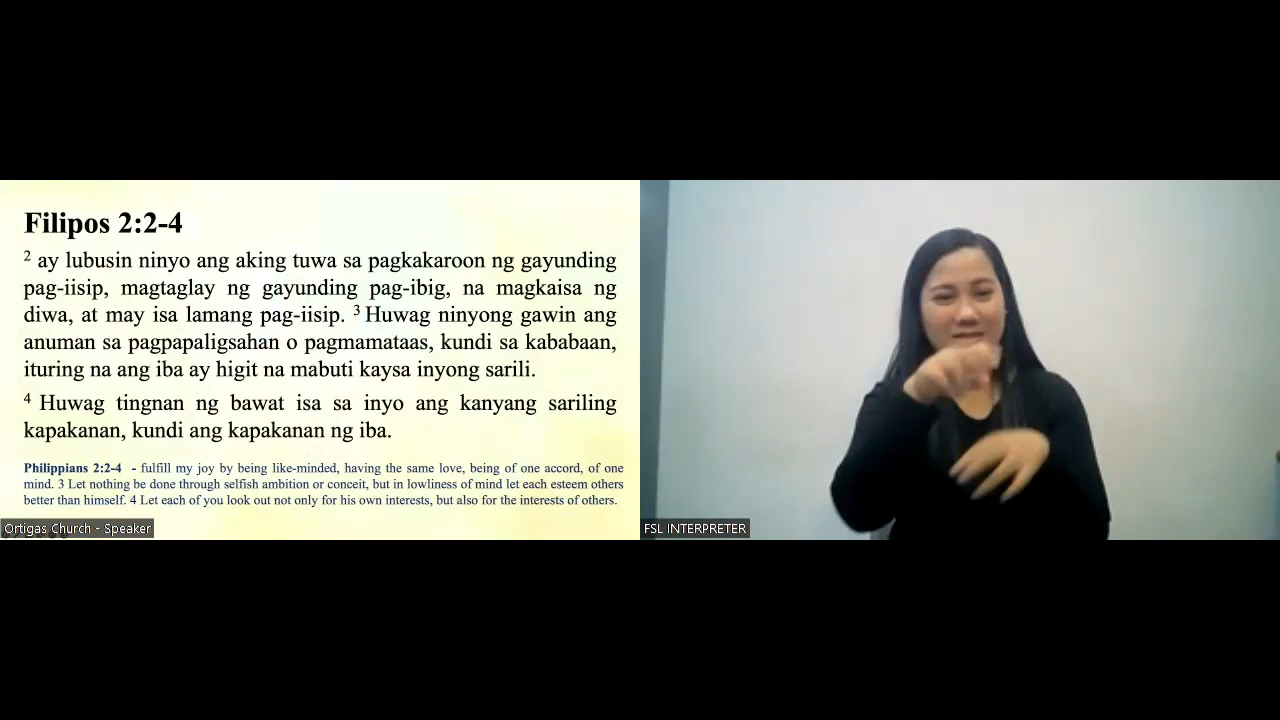 Filipos 2:2-4
2 ay lubusin ninyo ang aking tuwa sa pagkakaroon ng gayunding
pag-iisip, magtaglay ng gayunding pag-ibig, na magkaisa ng
diwa, at may isa lamang pag-iisip. 3 Huwag ninyong gawin ang
anuman sa pagpapaligsahan o pagmamataas, kundi sa kababaan,
ituring na ang iba ay higit na mabuti kaysa inyong sarili.
4 Huwag tingnan ng bawat isa sa inyo ang kanyang sariling
kapakanan, kundi ang kapakanan ng iba.
Philippians 2:2-4 - fulfill my joy by being like-minded, having the same love, being of one accord, of one
mind. 3 Let nothing be done through selfish ambition or conceit, but in lowliness of mind let each esteem others
better than himself. 4 Let each of you look out not only for his own interests, but also for the interests of others.
Ortigas Church - Speaker
FSL INTERPRETER